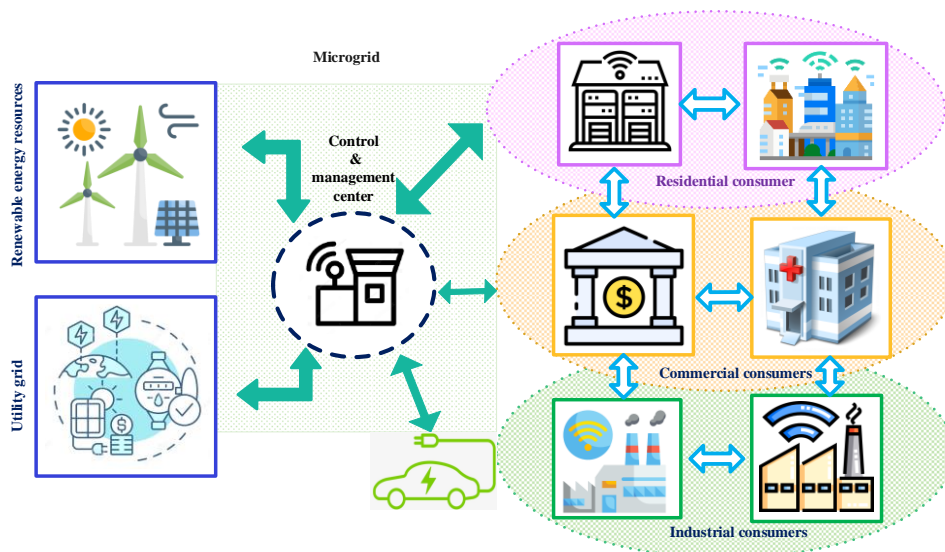 Microgrid
Renewable energy resources
Control
&
management
center
Residential consumer
$
Utility grid
$
Commercial consumers
Industrial consumers